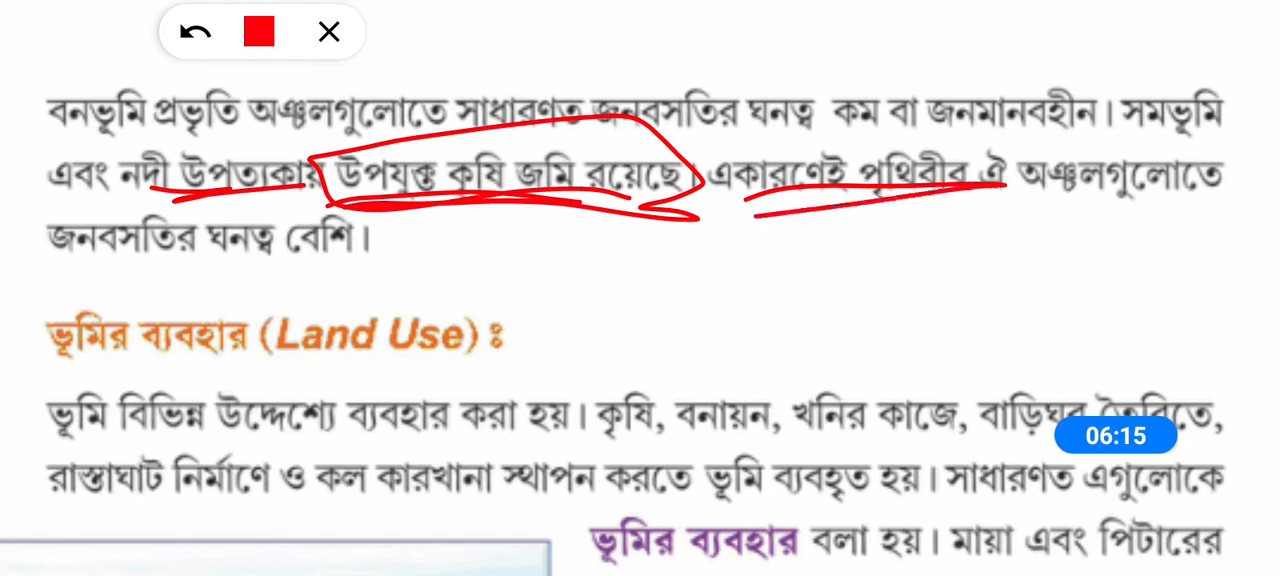 বনভূমি প্রভৃতি অঞ্চলগুলোতে সাধারণত জনবসতির ঘনত্ব কম বা জনমানবহীন। সমভূমি
এবং নদী উপত্যকায় উপযুক্ত কৃষি জমি রয়েছে। একারণেই পৃথিবীর ঐ অঞ্চলগুলোতে
জনবসতির ঘনত্ব বেশি।
ভূমির ব্যবহার (Land Use) ঃ
ভূমি বিভিন্ন উদ্দেশ্যে ব্যবহার করা হয়। কৃষি, বনায়ন, খনির কাজে, বাড়িঘর তৈরিতে,
06:15
রাস্তাঘাট নির্মাণে ও কল কারখানা স্থাপন করতে ভূমি ব্যবহৃত হয়। সাধারণত এগুলোকে
ভূমির ব্যবহার বলা হয়। মায়া এবং পিটারের